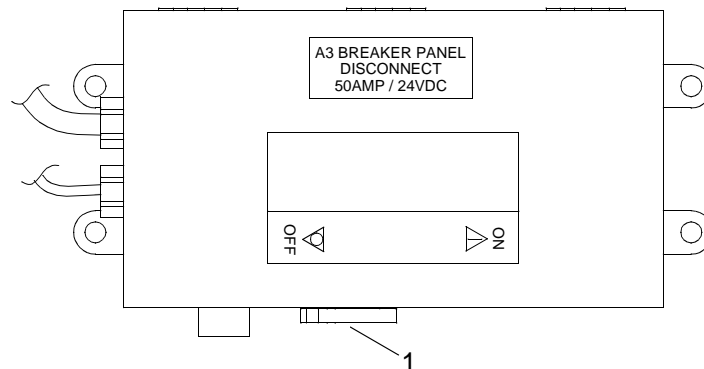 A3 BREAKER PANEL
DISCONNECT
50AMP / 24VDC
OFF
ON
1